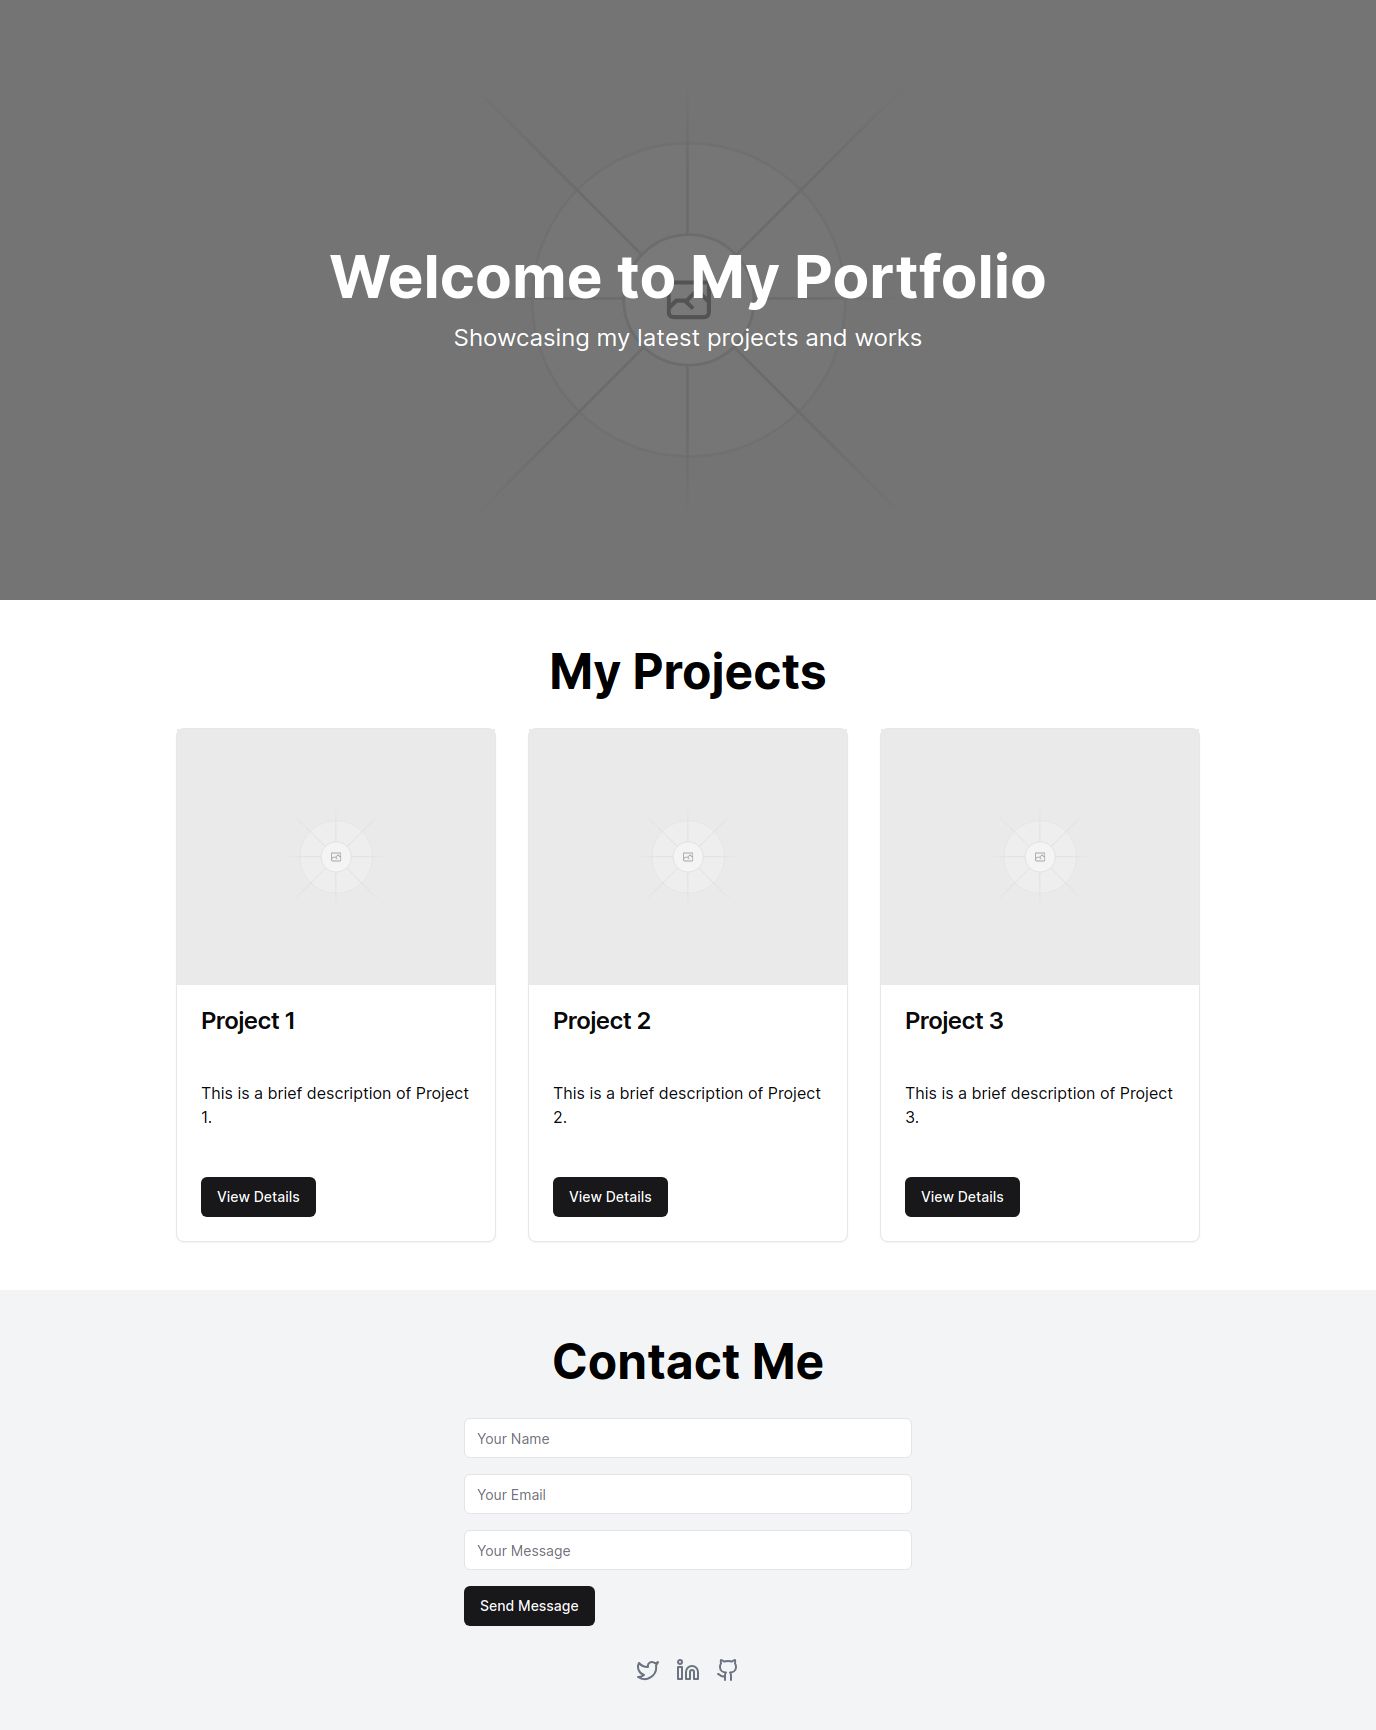 Welcome to My Portfolio
Showcasing my latest projects and works
My Projects
Project 1
This is a brief description of Project
1.
View Details
Project 2
This is a brief description of Project
2.
View Details
Project 3
This is a brief description of Project
3.
View Details
Contact Me
Your Name
Your Email
Your Message
Send Message